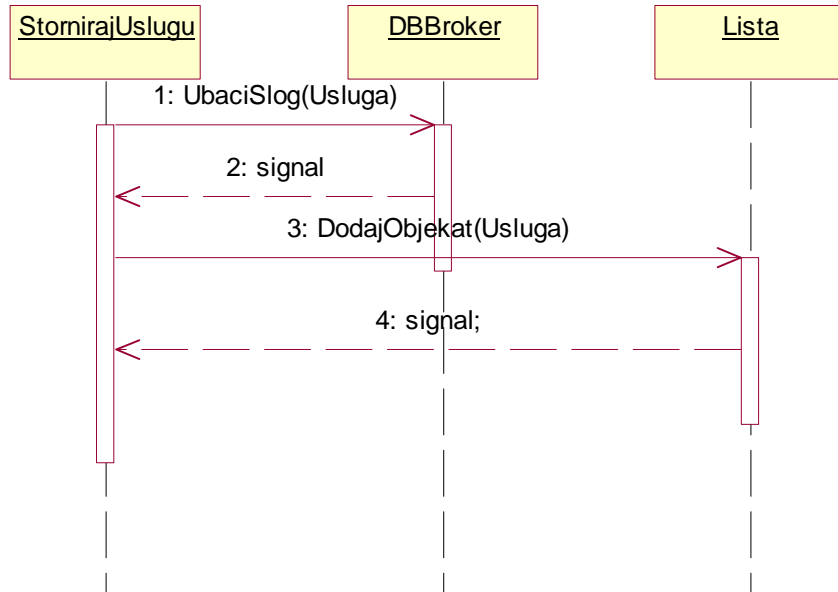 StornirajUslugu
DBBroker
Lista
1: UbaciSlog(Usluga)
2: signal
3: DodajObjekat(Usluga)
4: signal;